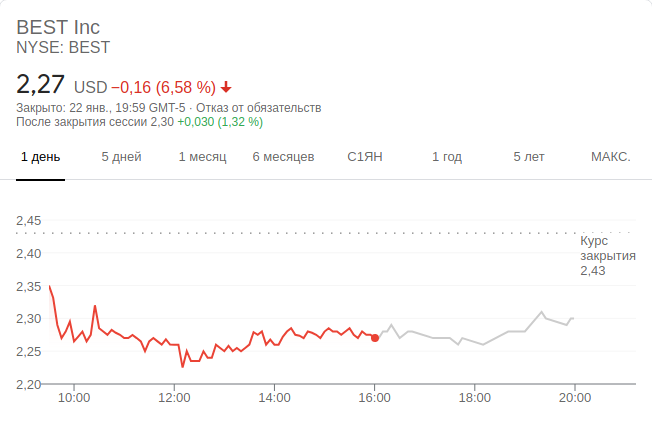 BEST Inc
NYSE: BEST
2,27 USD −0,16 (6,58 %)
Закрыто: 22 янв., 19:59 GMT-5 · Отказ от обязательств
После закрытия сессии 2,30 +0,030 (1,32 %)
1 день 5 дней 1 месяц 6 месяцев С1ЯН 1 год 5 лет МАКС.
2,45
Курс
закрытия
2,43
2,40
2,35
2,30
2,25
2,20
10:00 12:00 14:00 16:00 18:00 20:00